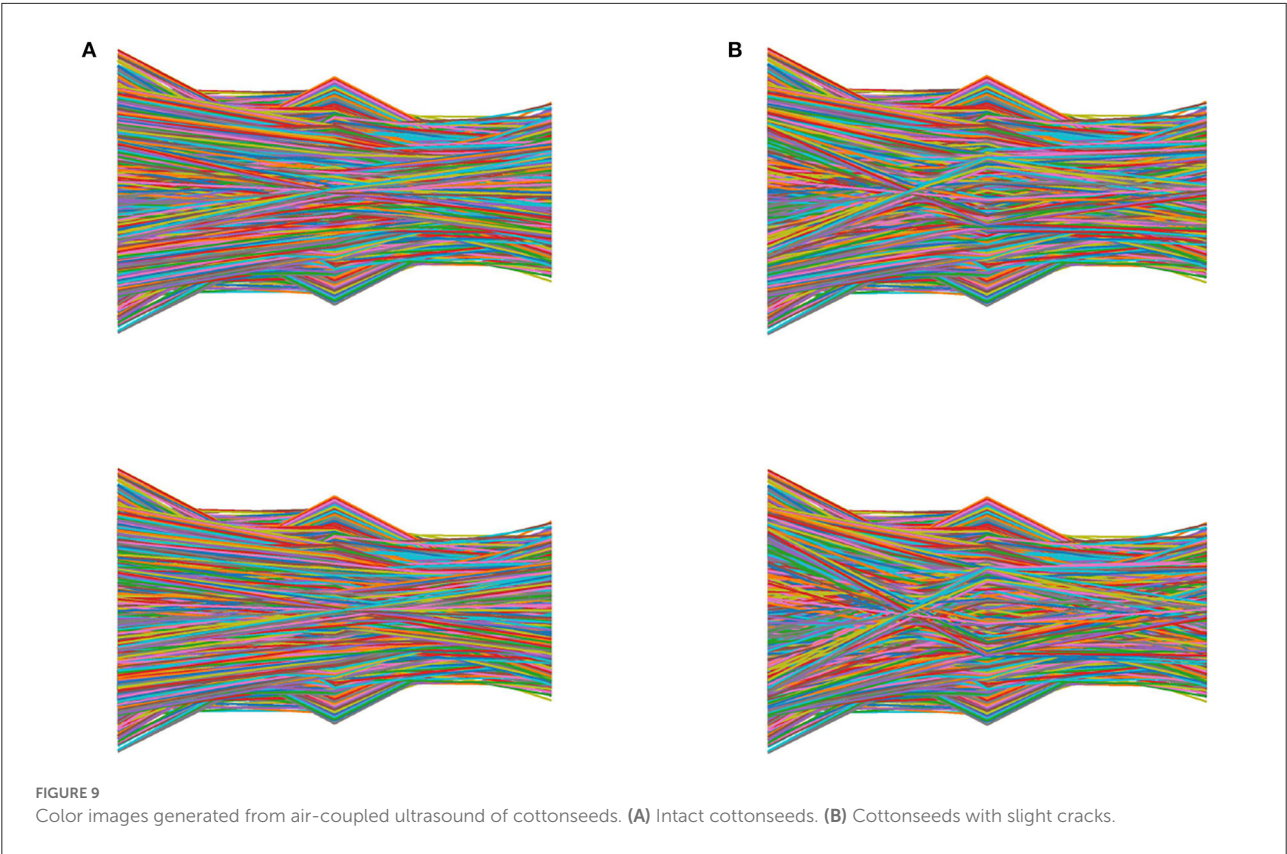 A
B
FIGURE 9
Color images generated from air-coupled ultrasound of cottonseeds. (A) Intact cottonseeds. (B) Cottonseeds with slight cracks.